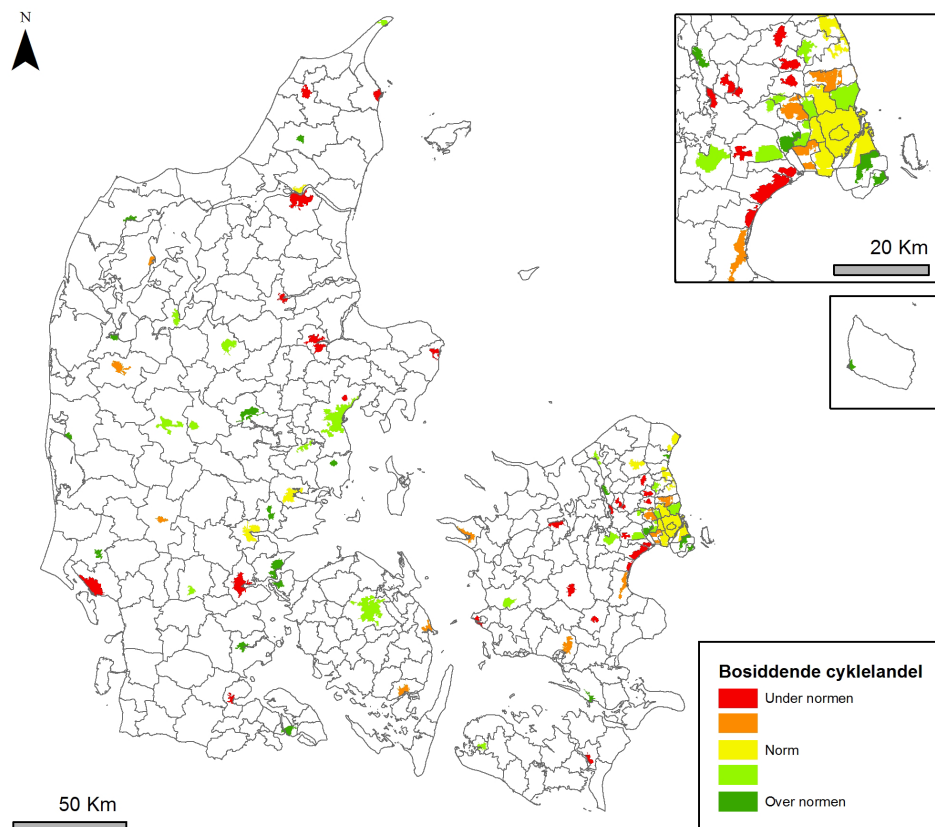 N
20 Km
Bosiddende cyklelandel
Under normen
Norm
Over normen
50 Km